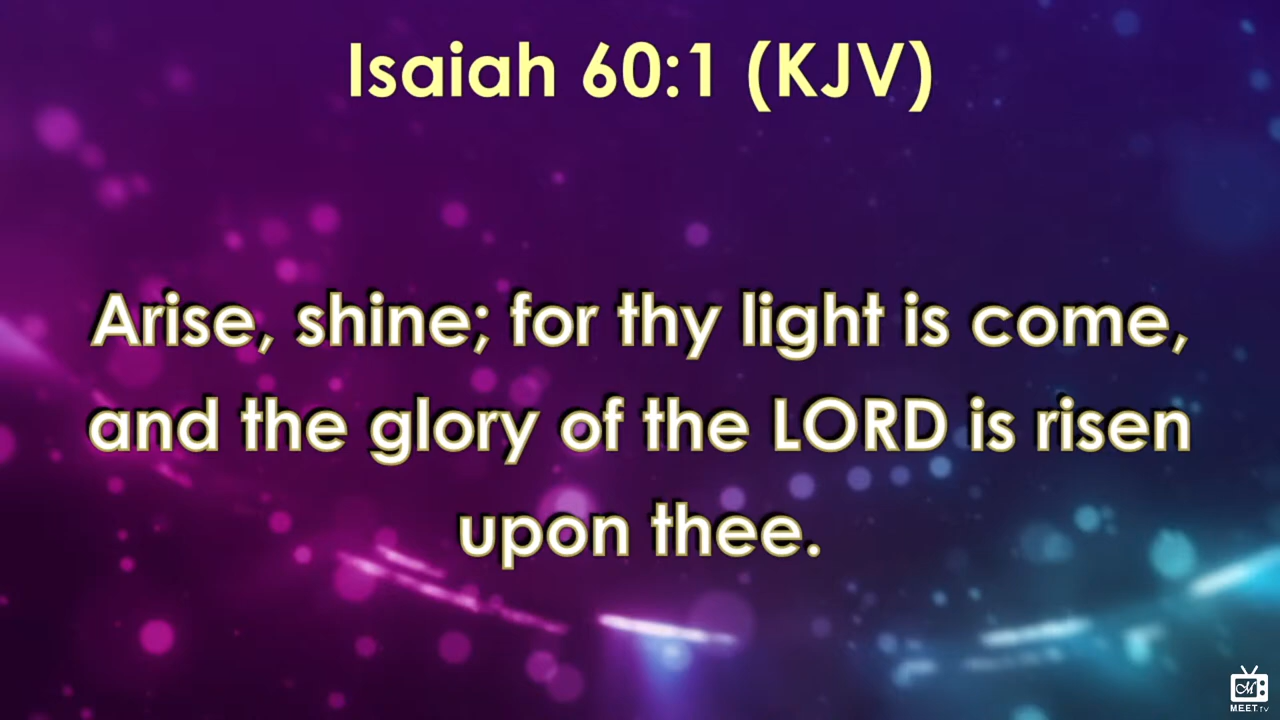 Isaiah 60:1 (KJV)
Arise, shine; for thy light is come,
and the glory of the LORD is risen
upon thee.
M
MEET.TV